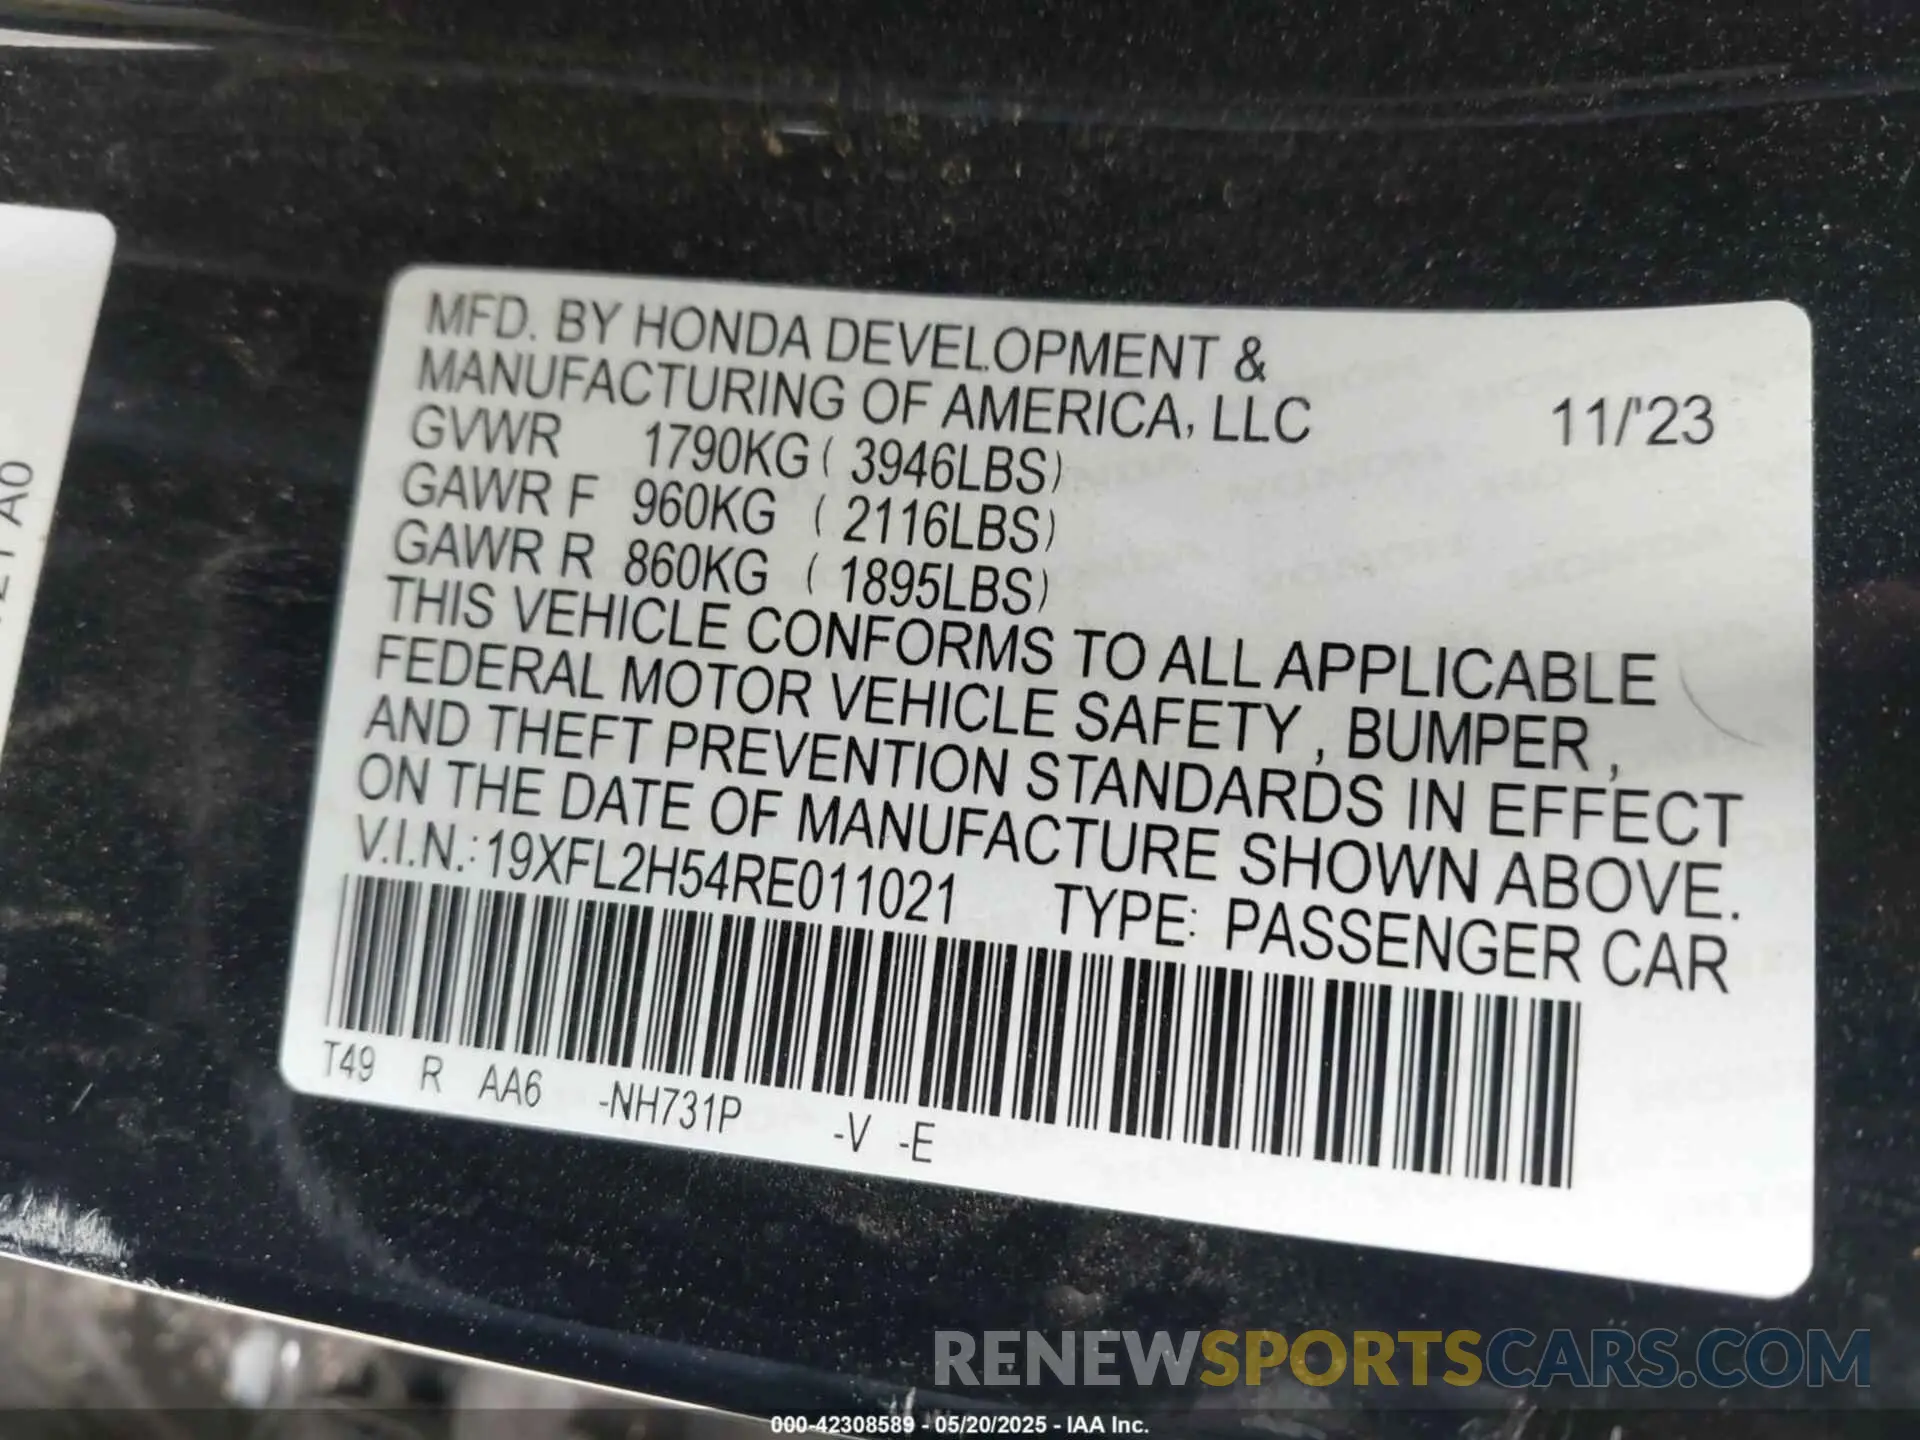 MFD. BY HONDA DEVELOPMENT &
MANUFACTURING OF AMERICA, LLC 11/'23
GVWR 1790KG ( 3946LBS)
GAWR F 960KG ( 2116LBS)
GAWR R 860KG ( 1895LBS)
THIS VEHICLE CONFORMS TO ALL APPLICABLE
FEDERAL MOTOR VEHICLE SAFETY , BUMPER ,
AND THEFT PREVENTION STANDARDS IN EFFECT
ON THE DATE OF MANUFACTURE SHOWN ABOVE.
V.I.N.: 19XFL2H54RE011021 TYPE: PASSENGER CAR
T49 R AA6 -NH731P -V -E
RENEWSPORTSCARS.COM
000-42308589 - 05/20/2025 - IAA Inc.